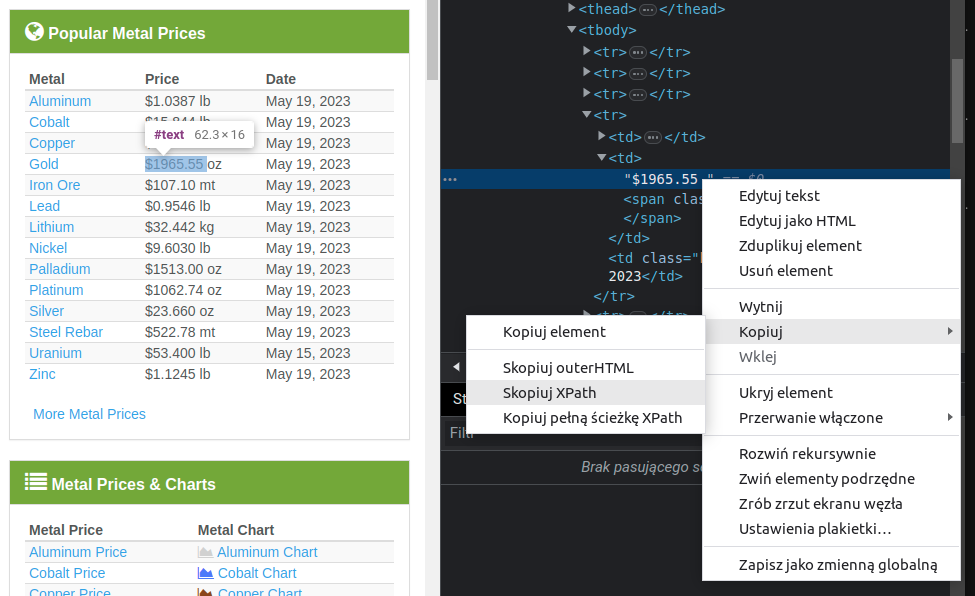 Popular Metal Prices
Metal Price Date
Aluminum $1.0387 lb May 19, 2023
Cobalt $15.844 lb May 19, 2023
Copper May 19, 2023
#text 62.3 × 16
Gold $1965.55 oz May 19, 2023
Iron Ore $107.10 mt May 19, 2023
Lead $0.9546 lb May 19, 2023
Lithium $32.442 kg May 19, 2023
Nickel $9.6030 lb May 19, 2023
Palladium $1513.00 oz May 19, 2023
Platinum $1062.74 oz May 19, 2023
Silver $23.660 oz May 19, 2023
Steel Rebar $522.78 mt May 19, 2023
Uranium $53.400 lb May 15, 2023
Zinc $1.1245 lb May 19, 2023
More Metal Prices
Metal Prices & Charts
Metal Price Metal Chart
Aluminum Price Aluminum Chart
Cobalt Price Cobalt Chart
Copper Price Copper Chart
<thead>…</thead>
<tbody>
<tr>…</tr>
<tr>…</tr>
<tr>…</tr>
<tr>
<td>…</td>
<td>
"$1965.55 " == $0
<span clas
</span>
</td>
<td class="
2023</td>
</tr>
<tr>…</tr>
St
Filtr
Brak pasującego se
Edytuj tekst
Edytuj jako HTML
Zduplikuj element
Usuń element
Wytnij
Kopiuj
Wklej
Ukryj element
Przerwanie włączone
Rozwiń rekursywnie
Zwiń elementy podrzędne
Zrób zrzut ekranu węzła
Ustawienia plakietki…
Zapisz jako zmienną globalną
Kopiuj element
Skopiuj outerHTML
Skopiuj XPath
Kopiuj pełną ścieżkę XPath